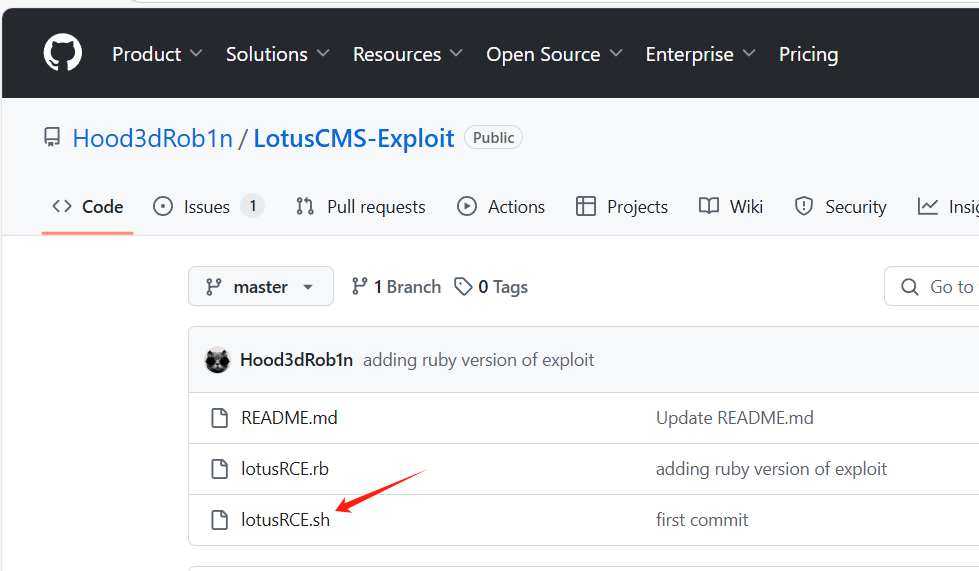 Product Solutions Resources Open Source Enterprise Pricing
Hood3dRob1n / LotusCMS-Exploit Public
Code Issues 1 Pull requests Actions Projects Wiki Security Insig
master 1 Branch 0 Tags Go to
Hood3dRob1n adding ruby version of exploit
README.md Update README.md
lotusRCE.rb adding ruby version of exploit
lotusRCE.sh first commit